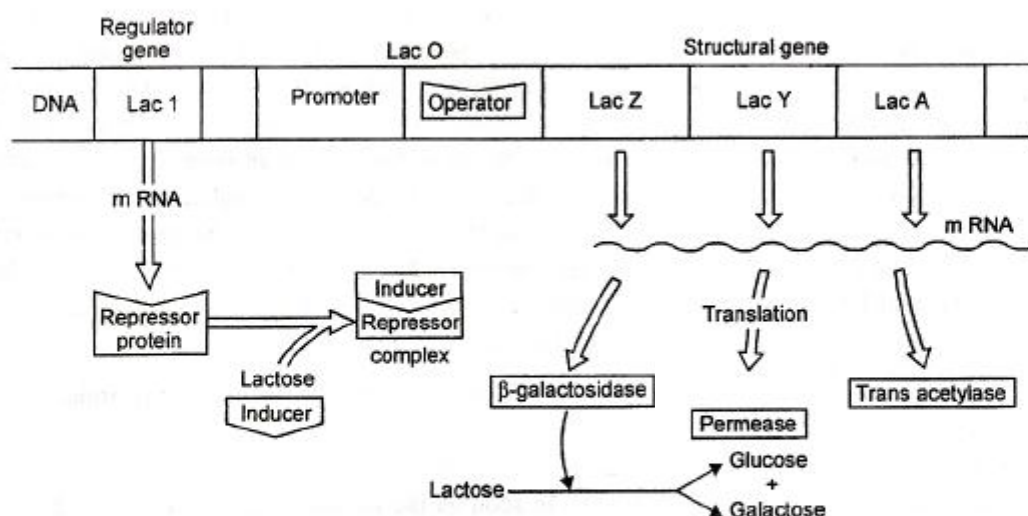 Regulator
gene
Lac O
Structural gene
DNA
Lac 1
Promoter
Operator
Lac Z
Lac Y
Lac A
m RNA
m RNA
Repressor
protein
Inducer
Repressor
complex
Lactose
Inducer
Translation
β-galactosidase
Permease
Trans acetylase
Lactose
Glucose
+
Galactose